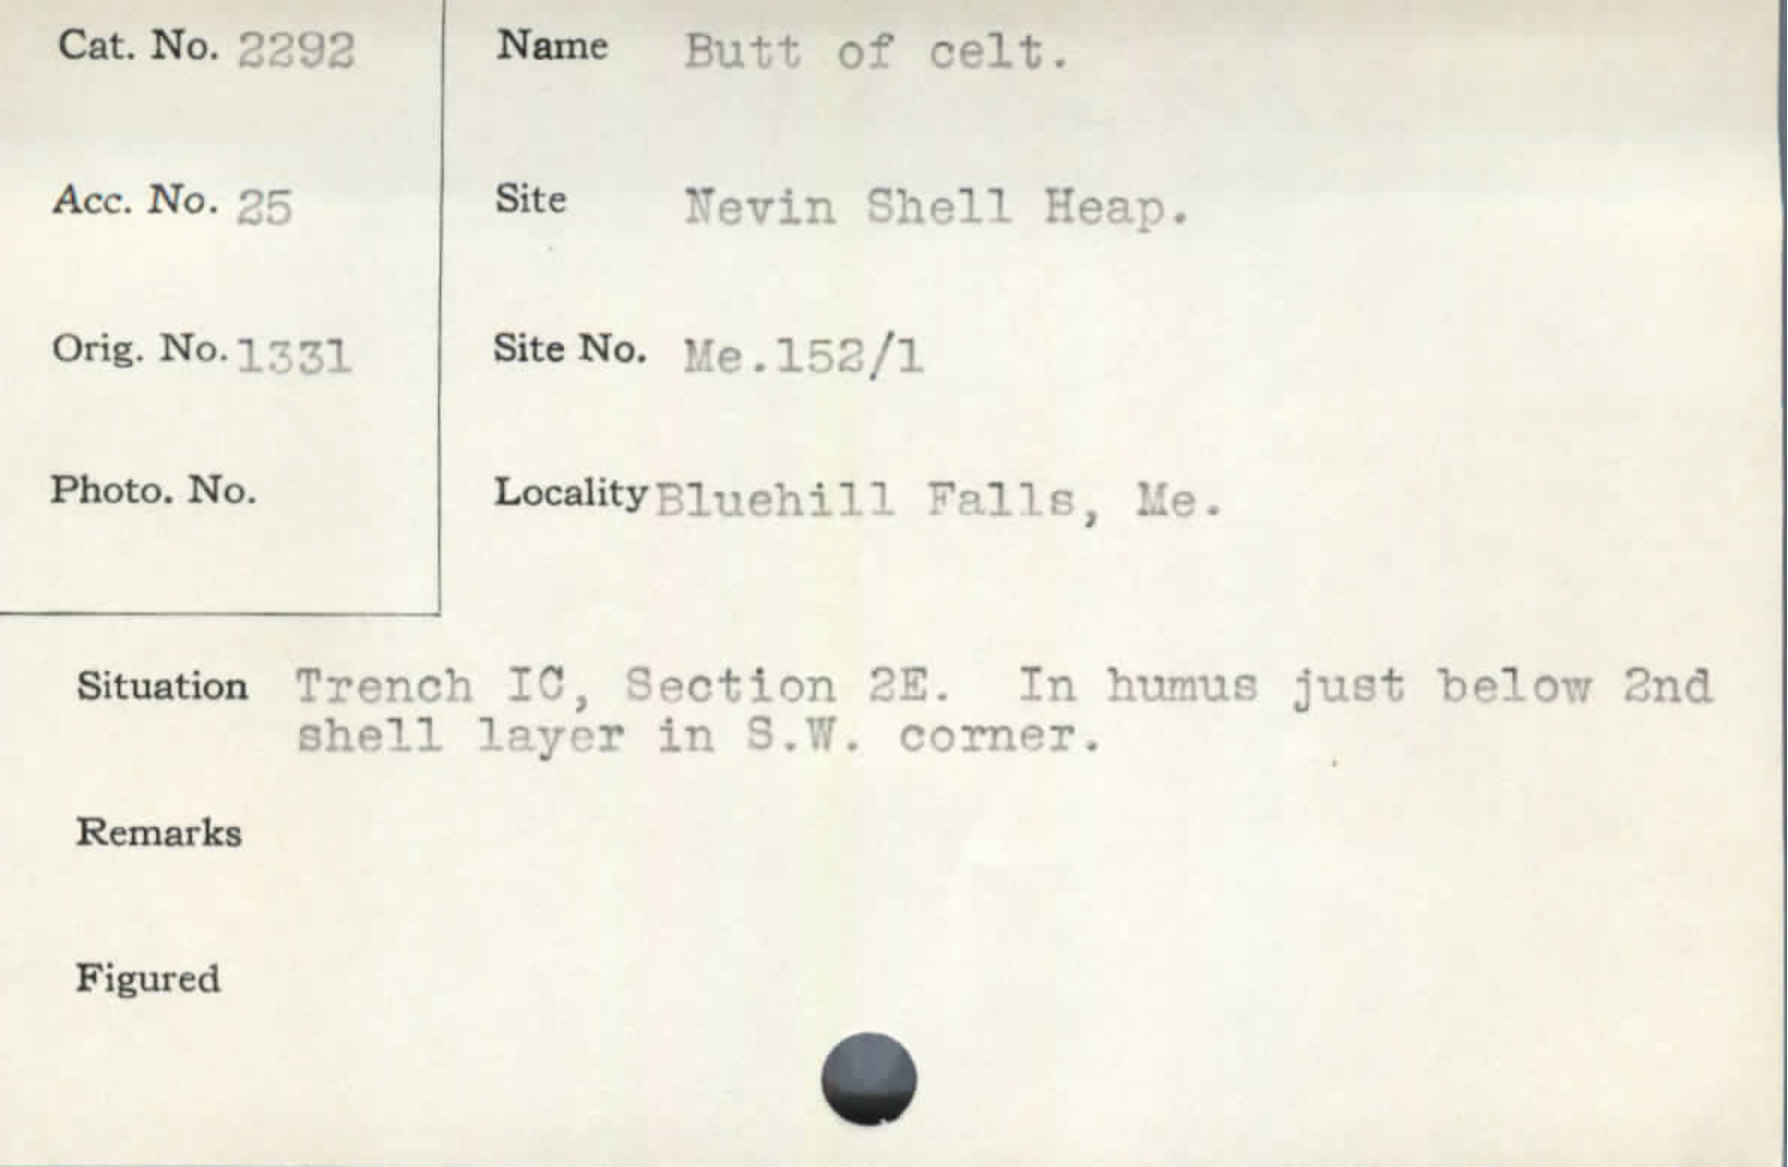 Cat. No. 2292
Name Butt of celt.
Acc. No. 25
Site Nevin Shell Heap.
Orig. No. 1331
Site No. Me.152/1
Photo. No.
Locality Bluehill Falls, Me.
Situation Trench IC, Section 2E. In humus just below 2nd
shell layer in S.W. corner.
Remarks
Figured